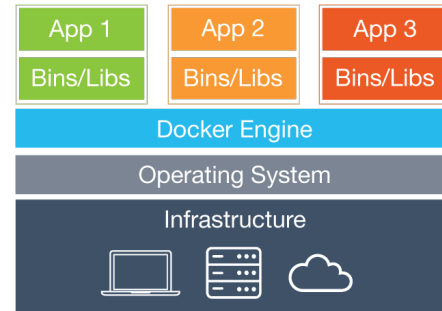 App 1
App 2
App 3
Bins/Libs
Bins/Libs
Bins/Libs
Docker Engine
Operating System
Infrastructure